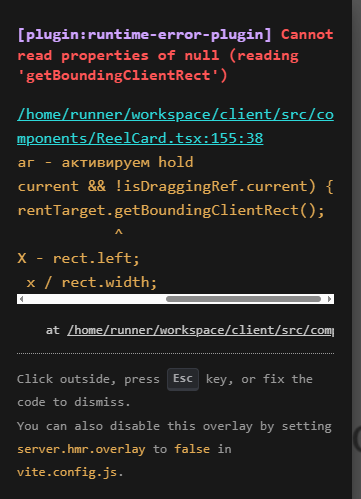 [plugin:runtime-error-plugin] Cannot
read properties of null (reading
'getBoundingClientRect')
/home/runner/workspace/client/src/co
mponents/ReelCard.tsx:155:38
аг - активируем hold
current && !isDraggingRef.current) {
rentTarget.getBoundingClientRect();
^
X - rect.left;
x / rect.width;
at /home/runner/workspace/client/src/comp
Click outside, press Esc key, or fix the
code to dismiss.
You can also disable this overlay by setting
server.hmr.overlay to false in
vite.config.js.